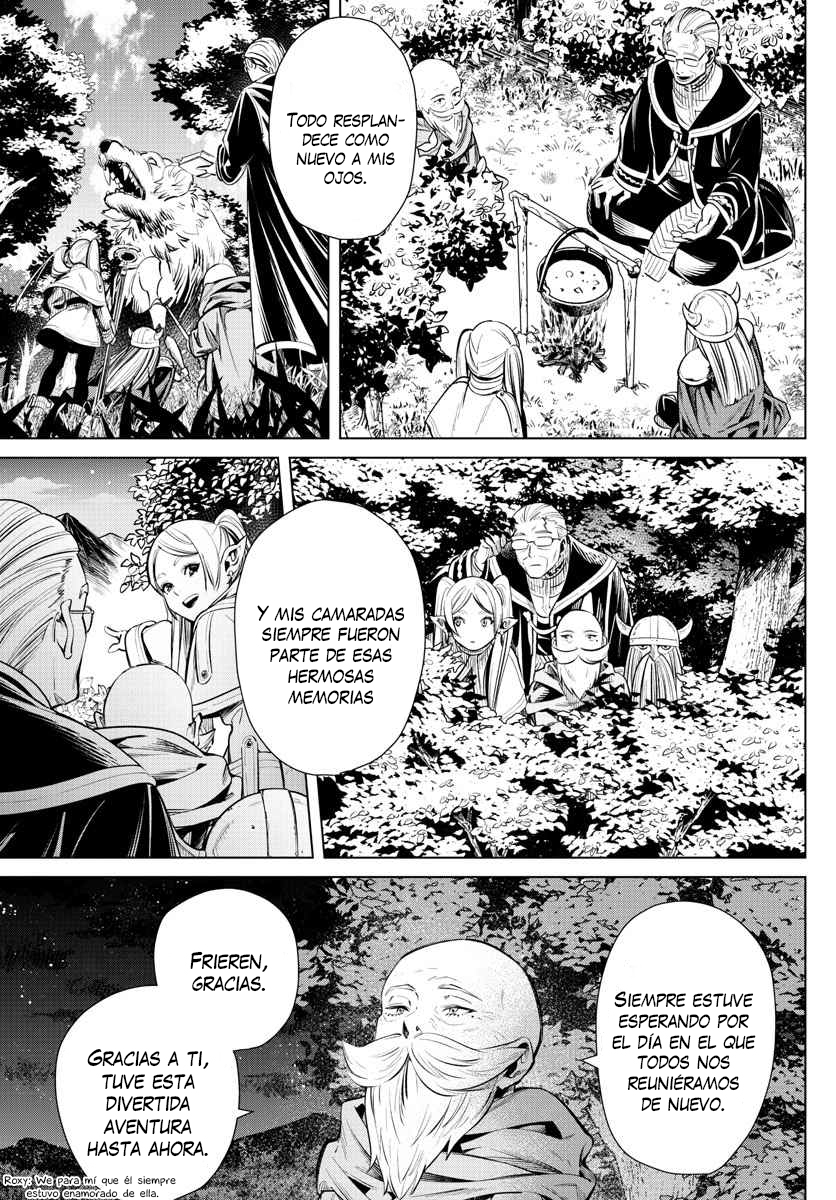 Todo resplan-
dece como
nuevo a mis
ojos.
Y mis camaradas
siempre fueron
parte de esas
hermosas
memorias
Siempre estuve
esperando por
el día en el que
todos nos
reuniéramos
de nuevo.
Frieren,
gracias.
Gracias a ti,
tuve esta
divertida
aventura
hasta ahora.
Roxy: We para mí que él siempre
estuvo enamorado de ella.